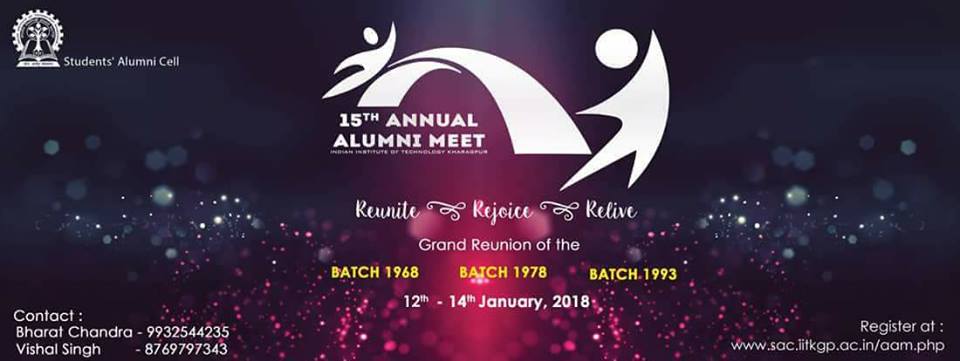 Students' Alumni Cell
15TH ANNUAL
ALUMNI MEET
INDIAN INSTITUTE OF TECHNOLOGY KHARAGPUR
Reunite Rejoice Relive
Grand Reunion of the
BATCH 1968 BATCH 1978 BATCH 1993
12th - 14th January, 2018
Contact :
Bharat Chandra - 9932544235
Vishal Singh - 8769797343
Register at :
www.sac.iitkgp.ac.in/aam.php